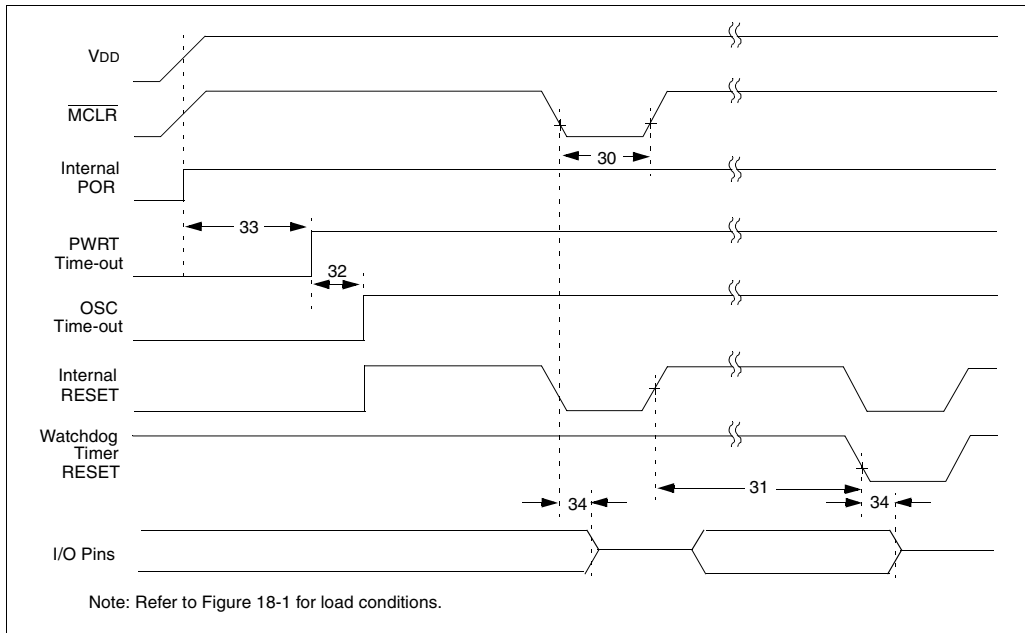 VDD
MCLR
30
Internal
POR
33
PWRT
Time-out
32
OSC
Time-out
Internal
RESET
Watchdog
Timer
RESET
31
34
34
I/O Pins
Note: Refer to Figure 18-1 for load conditions.